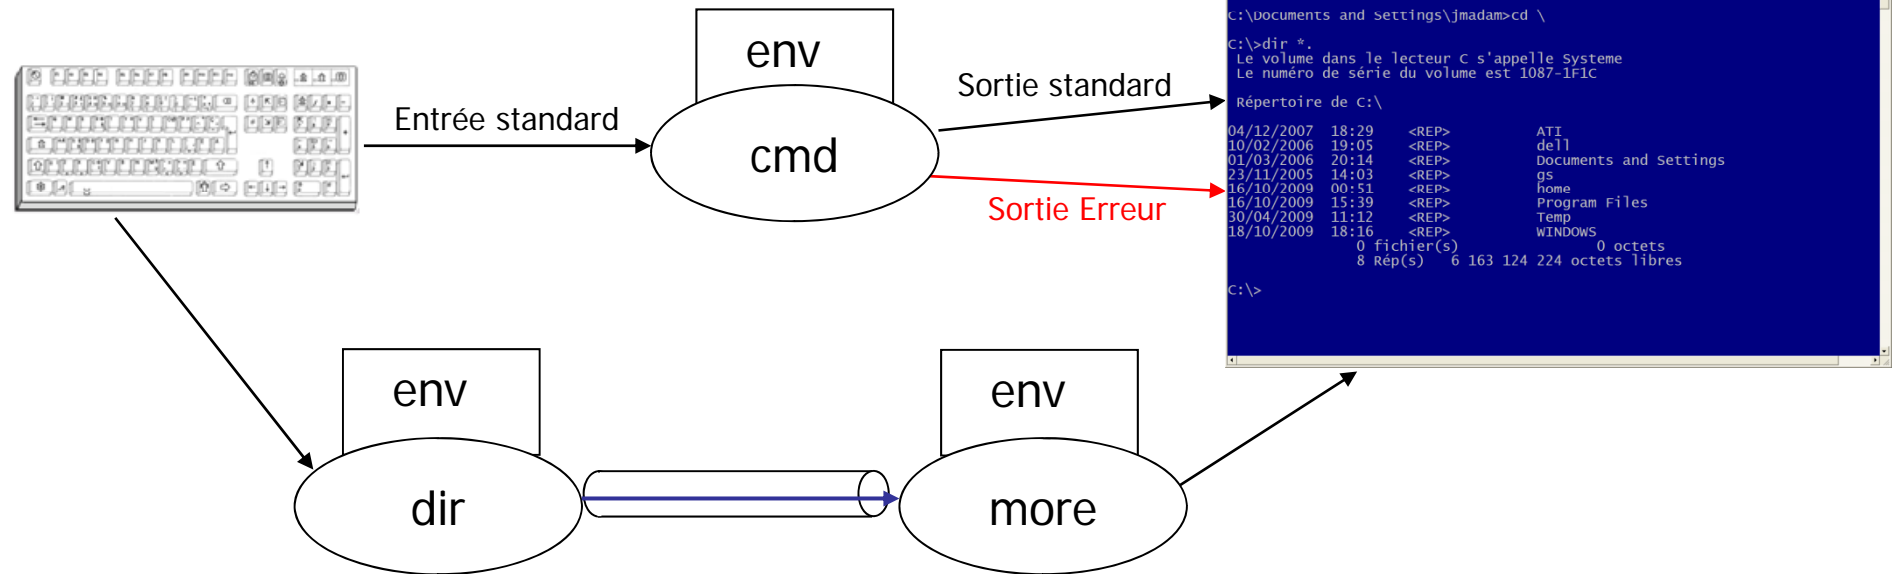 env
cmd
Entrée standard
Sortie standard
Sortie Erreur
C:\Documents and Settings\jmadam>cd \
C:\>dir *.
Le volume dans le lecteur C s'appelle Systeme
Le numéro de série du volume est 1087-1F1C
Répertoire de C:\
04/12/2007 18:29 <REP> ATI
10/02/2006 19:05 <REP> dell
01/03/2006 20:14 <REP> Documents and Settings
23/11/2005 14:03 <REP> gs
16/10/2009 00:51 <REP> home
16/10/2009 15:39 <REP> Program Files
30/04/2009 11:12 <REP> Temp
18/10/2009 18:16 <REP> WINDOWS
0 fichier(s) 0 octets
8 Rép(s) 6 163 124 224 octets libres
C:\>
env
dir
env
more